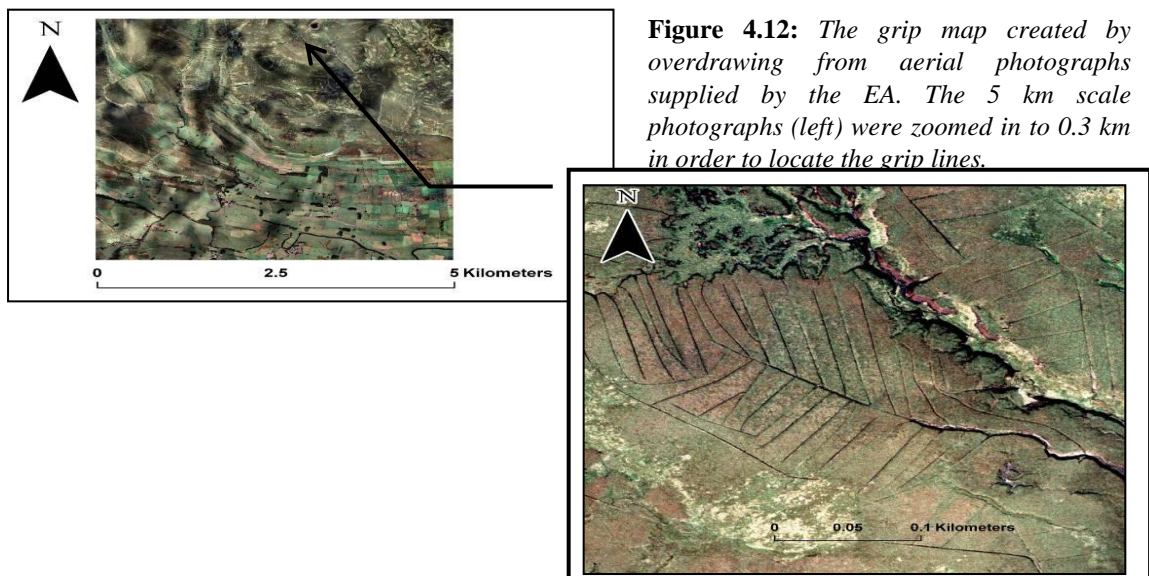 N
0 2.5 5 Kilometers
Figure 4.12: The grip map created by
overdrawing from aerial photographs
supplied by the EA. The 5 km scale
photographs (left) were zoomed in to 0.3 km
in order to locate the grip lines.
N
0 0.05 0.1 Kilometers